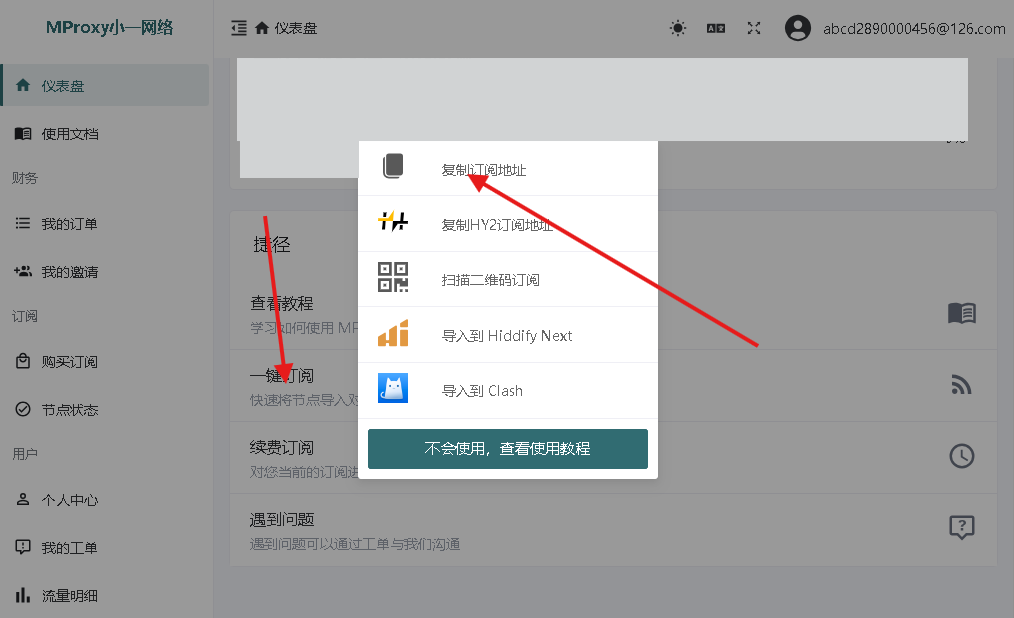 MProxy小一网络
仪表盘
abcd2890000456@126.com
仪表盘
使用文档
财务
我的订单
我的邀请
订阅
购买订阅
节点状态
用户
个人中心
我的工单
流量明细
复制订阅地址
复制HY2订阅地址
扫描二维码订阅
导入到 Hiddify Next
导入到 Clash
不会使用，查看使用教程
捷径
查看教程
学习如何使用 MP
一键订阅
快速将节点导入对
续费订阅
对您当前的订阅进
遇到问题
遇到问题可以通过工单与我们沟通